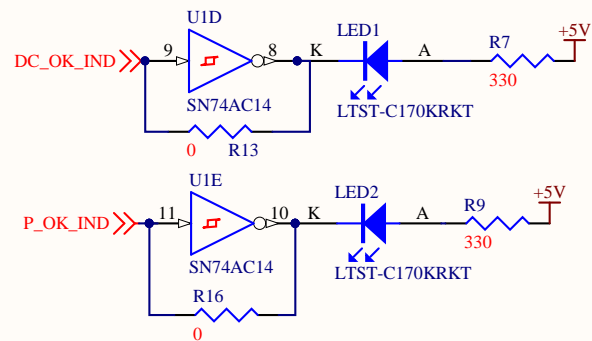 U1D
DC_OK_IND
9
8
K
LED1
A
R7
330
+5V
SN74AC14
LTST-C170KRKT
0
R13
U1E
P_OK_IND
11
10
K
LED2
A
R9
330
+5V
SN74AC14
LTST-C170KRKT
R16
0